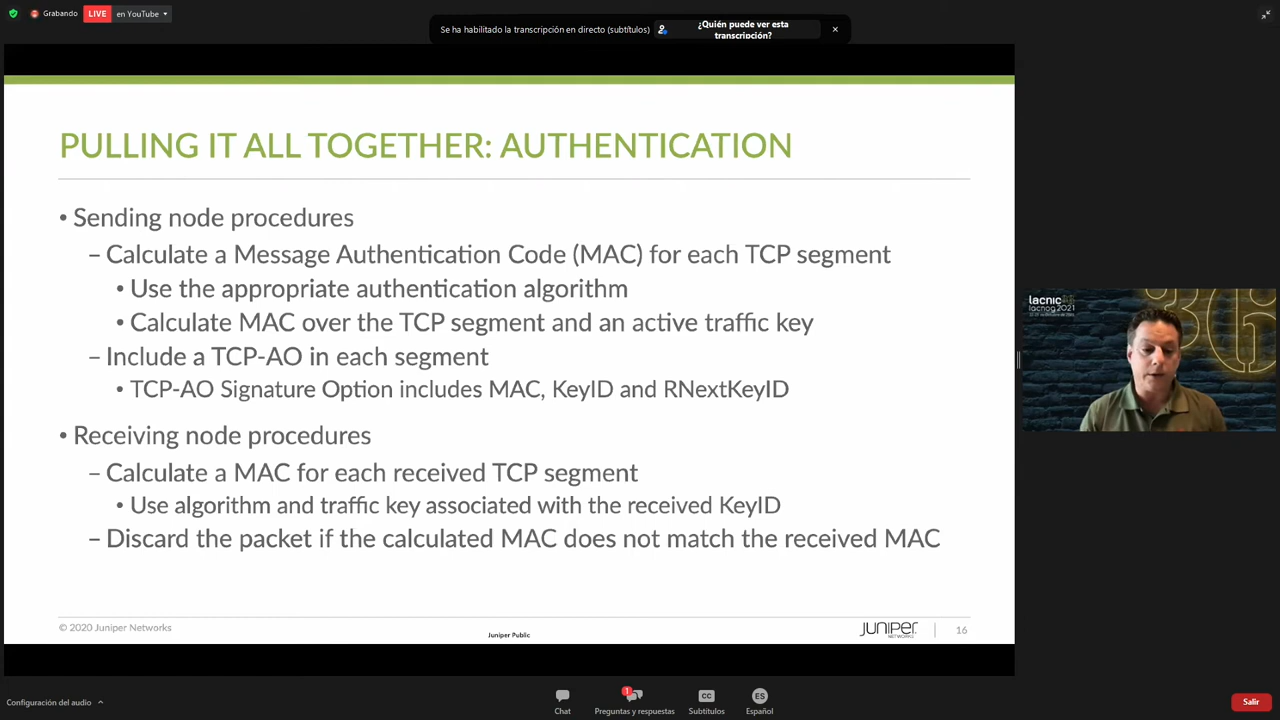 Grabando
LIVE
en YouTube
Se ha habilitado la transcripción en directo (subtítulos)
¿Quién puede ver esta
transcripción?
PULLING IT ALL TOGETHER: AUTHENTICATION
• Sending node procedures
– Calculate a Message Authentication Code (MAC) for each TCP segment
• Use the appropriate authentication algorithm
• Calculate MAC over the TCP segment and an active traffic key
– Include a TCP-AO in each segment
• TCP-AO Signature Option includes MAC, KeyID and RNextKeyID
• Receiving node procedures
– Calculate a MAC for each received TCP segment
• Use algorithm and traffic key associated with the received KeyID
– Discard the packet if the calculated MAC does not match the received MAC
© 2020 Juniper Networks
Juniper Public
JUNIPER
NETWORKS
16
lacnic36
lacnog2021
36
Configuración del audio
Chat
1
Preguntas y respuestas
CC
Subtítulos
ES
Español
Salir